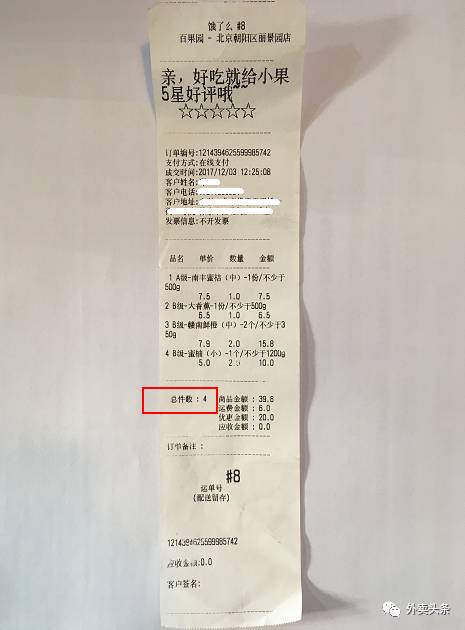 饿了么 #8
百果园 - 北京朝阳区丽景园店
亲，好吃就给小果
5星好评哦~~
☆☆☆☆☆
订单编号:1214394625599985742
支付方式:在线支付
成交时间:2017/12/03 12:25:08
客户姓名:
客户电话:
客户地址:
发票信息:不开发票
品名 单价 数量 金额
1 A级-南丰蜜桔（中）-1份/不少于
500g
7.5 1.0 7.5
2 B级-大香蕉-1份/不少于500g
6.5 1.0 6.5
3 B级-赣南鲜橙（中）-2个/不少于3
50g
7.9 2.0 15.8
4 B级-蜜柚（小）-1个/不少于1200g
5.0 2.0 10.0
总件数 : 4 商品金额 : 39.8
运费金额 : 6.0
优惠金额 : 20.0
应收金额 : 0.0
订单备注 :
#8
运单号
(配送留存)
1214394625599985742
应收金额:0.0
客户签名:
外卖头条